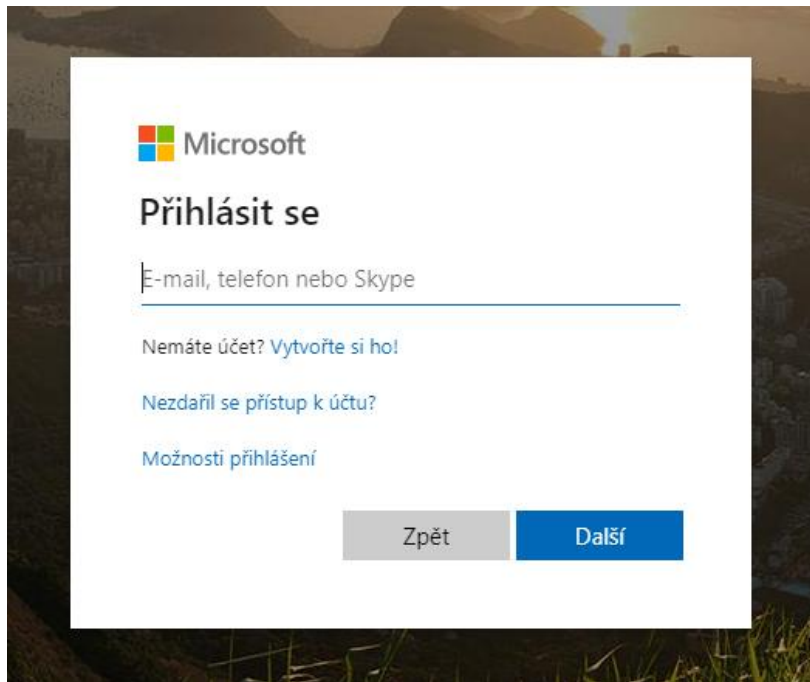 Microsoft
Přihlásit se
E-mail, telefon nebo Skype
Nemáte účet? Vytvořte si ho!
Nezdařil se přístup k účtu?
Možnosti přihlášení
Zpět
Další